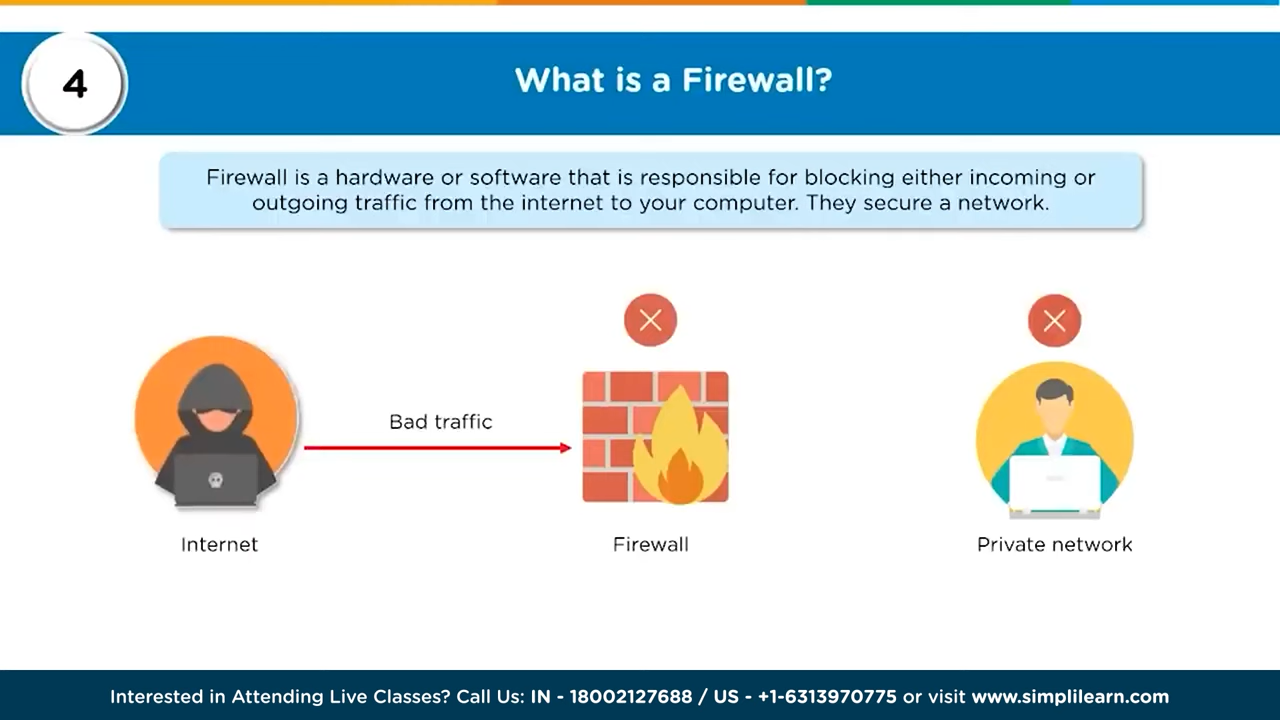 4
What is a Firewall?
Firewall is a hardware or software that is responsible for blocking either incoming or
outgoing traffic from the internet to your computer. They secure a network.
Bad traffic
Internet
Firewall
Private network
Interested in Attending Live Classes? Call Us: IN - 18002127688 / US - +1-6313970775 or visit www.simplilearn.com